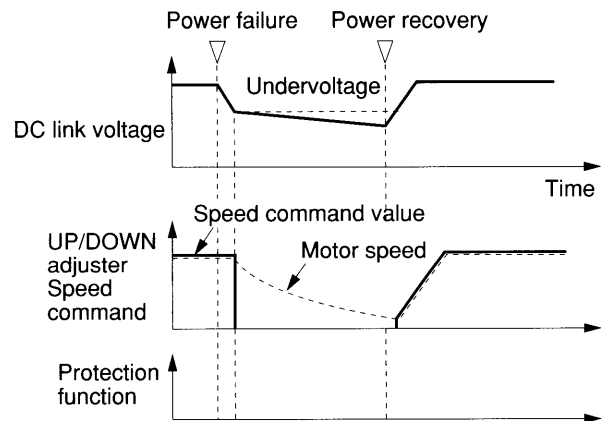 Power failure
Power recovery
Undervoltage
DC link voltage
Time
Speed command value
UP/DOWN
adjuster
Speed
command
Motor speed
Protection
function